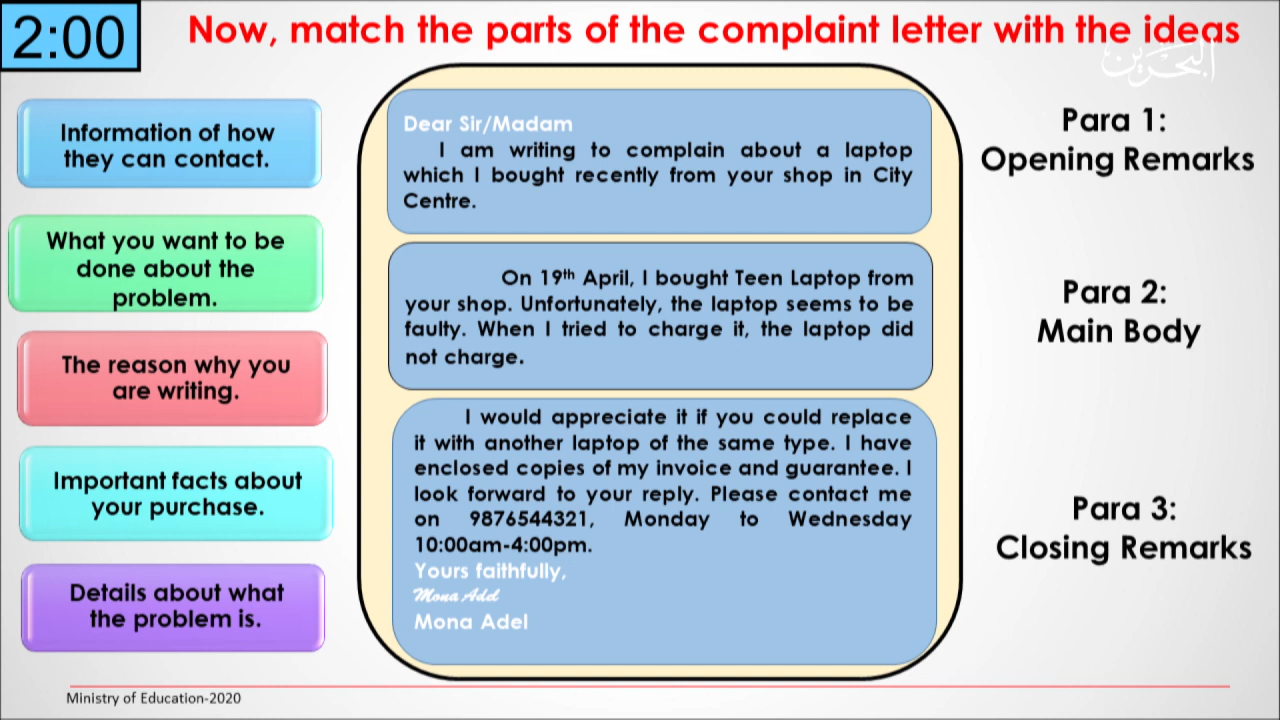 2:00
Now, match the parts of the complaint letter with the ideas
البحرين
Information of how
they can contact.
What you want to be
done about the
problem.
The reason why you
are writing.
Important facts about
your purchase.
Details about what
the problem is.
Dear Sir/Madam
I am writing to complain about a laptop
which I bought recently from your shop in City
Centre.
On 19th April, I bought Teen Laptop from
your shop. Unfortunately, the laptop seems to be
faulty. When I tried to charge it, the laptop did
not charge.
I would appreciate it if you could replace
it with another laptop of the same type. I have
enclosed copies of my invoice and guarantee. I
look forward to your reply. Please contact me
on 9876544321, Monday to Wednesday
10:00am-4:00pm.
Yours faithfully,
Mona Adel
Mona Adel
Para 1:
Opening Remarks
Para 2:
Main Body
Para 3:
Closing Remarks
Ministry of Education-2020